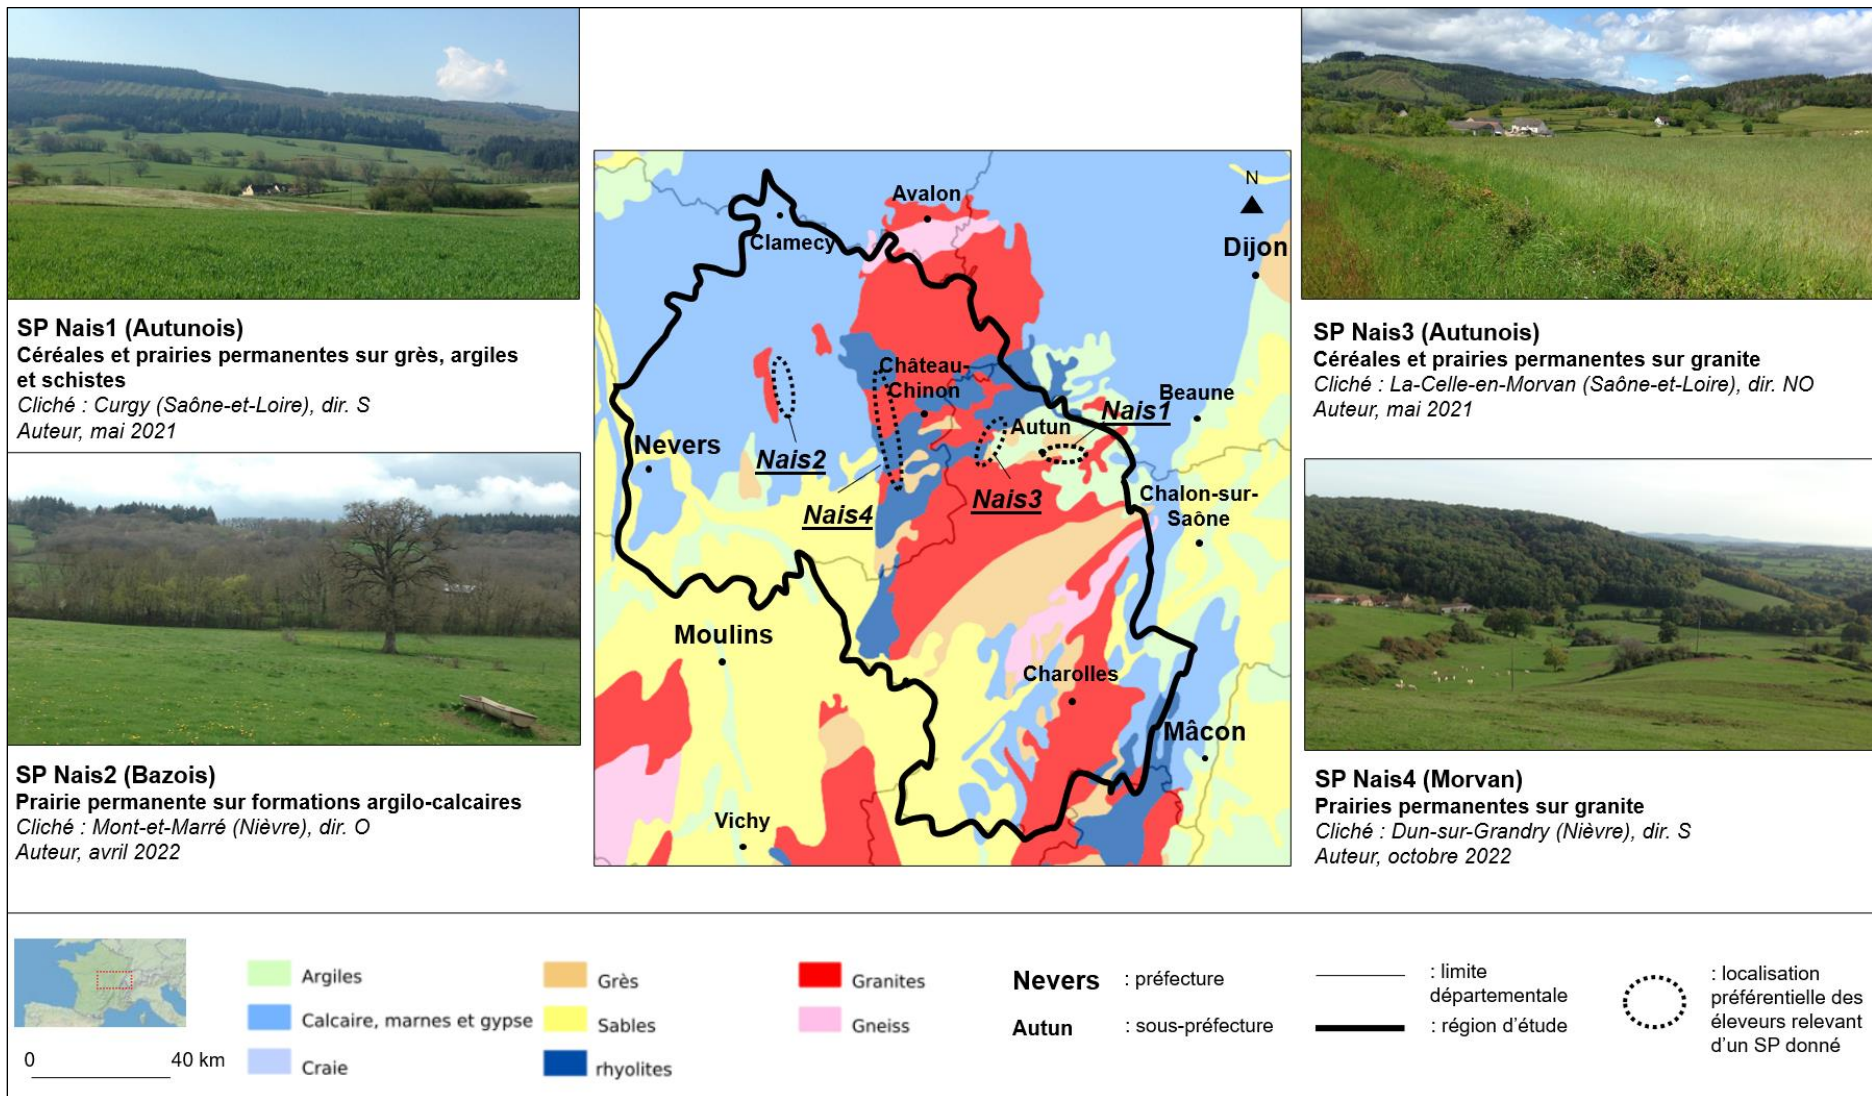 SP Nais1 (Autunois)
Céréales et prairies permanentes sur grès, argiles
et schistes
Cliché : Curgy (Saône-et-Loire), dir. S
Auteur, mai 2021
SP Nais2 (Bazois)
Prairie permanente sur formations argilo-calcaires
Cliché : Mont-et-Marré (Nièvre), dir. O
Auteur, avril 2022
N
Avalon
Clamecy
Dijon
Château-
Chinon
Beaune
Nais1
Autun
Nevers
Nais2
Nais3
Nais4
Chalon-sur-
Saône
Moulins
Charolles
Mâcon
Vichy
SP Nais3 (Autunois)
Céréales et prairies permanentes sur granite
Cliché : La-Celle-en-Morvan (Saône-et-Loire), dir. NO
Auteur, mai 2021
SP Nais4 (Morvan)
Prairies permanentes sur granite
Cliché : Dun-sur-Grandry (Nièvre), dir. S
Auteur, octobre 2022
0 40 km
Argiles
Calcaire, marnes et gypse
Craie
Grès
Sables
rhyolites
Granites
Gneiss
Nevers : préfecture
Autun : sous-préfecture
: limite
départementale
: région d'étude
: localisation
préférentielle des
éleveurs relevant
d'un SP donné